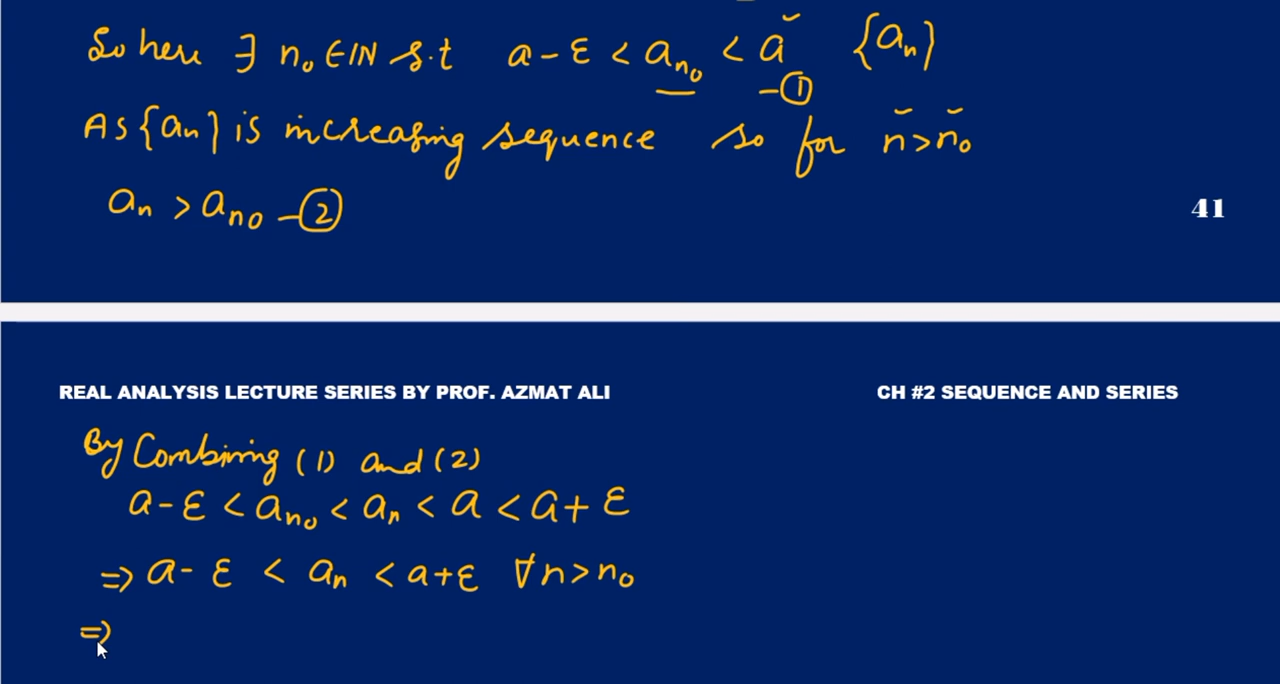 So here ∃ n₀ ∈ IN s.t a - ε < aₙ₀ < a {aₙ}
-①
As {aₙ} is increasing sequence so for n > n₀
aₙ > aₙ₀ -②
41
REAL ANALYSIS LECTURE SERIES BY PROF. AZMAT ALI CH #2 SEQUENCE AND SERIES
By Combining (1) and (2)
a - ε < aₙ₀ < aₙ < a < a + ε
⇒ a - ε < aₙ < a + ε ∀ n > n₀
⇒